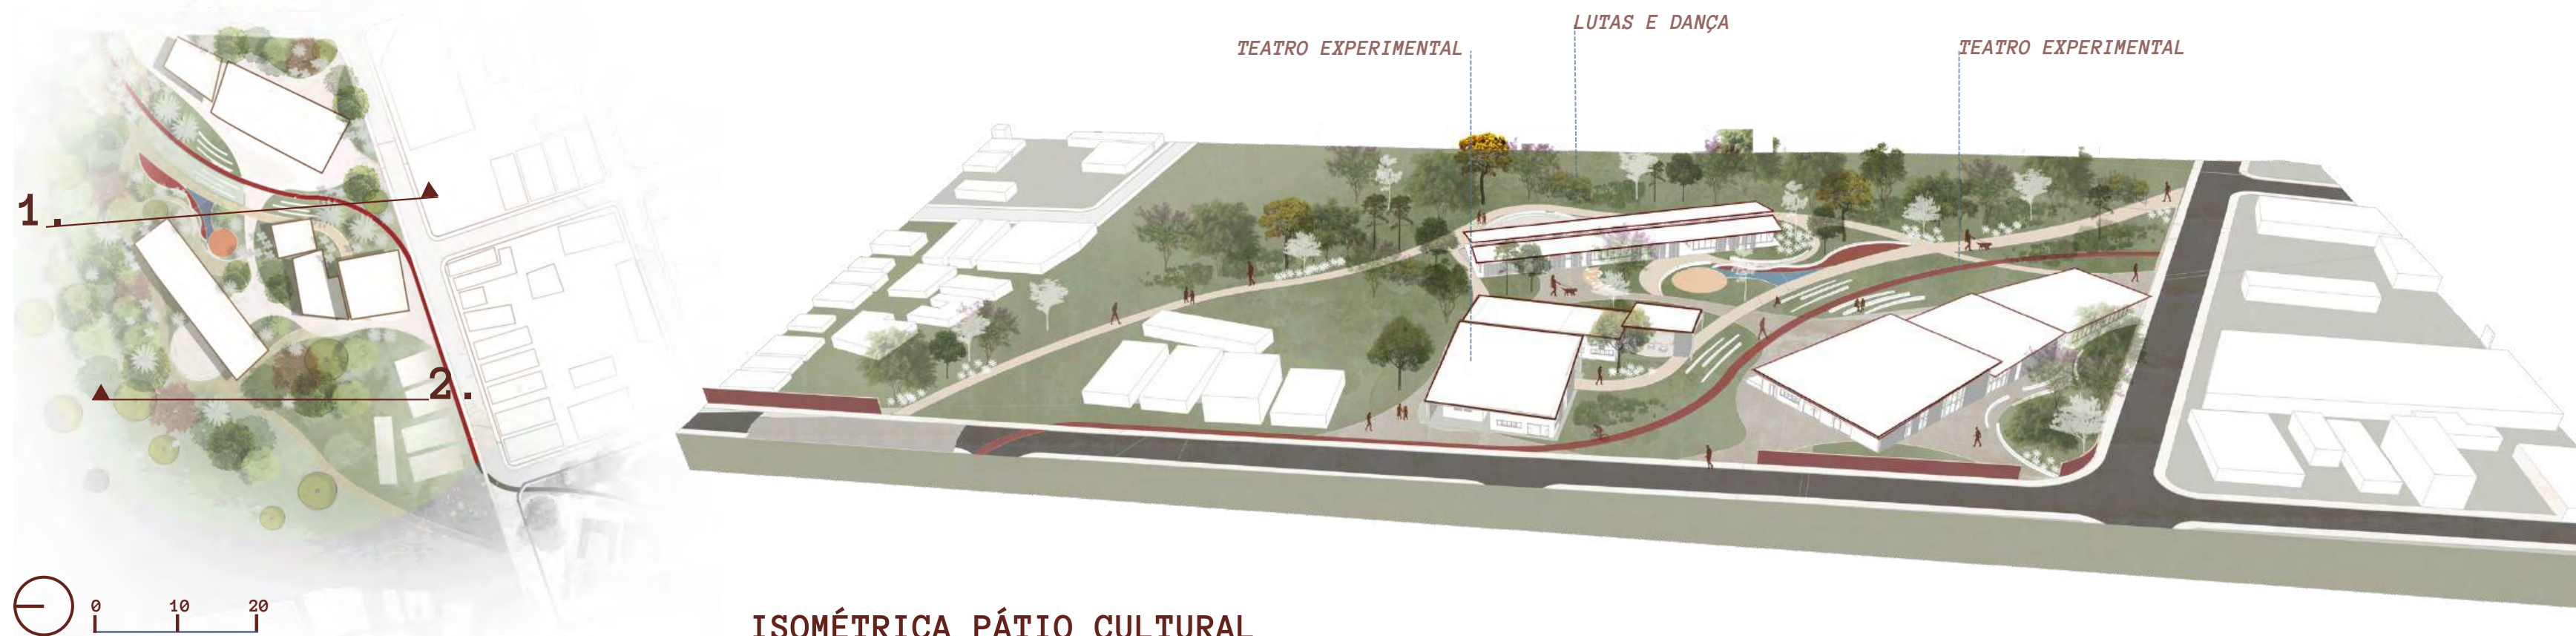 LUTAS E DANÇA
TEATRO EXPERIMENTAL
TEATRO EXPERIMENTAL
1.
2.
0 10 20
ISOMÉTRICA PÁTIO CULTURAL